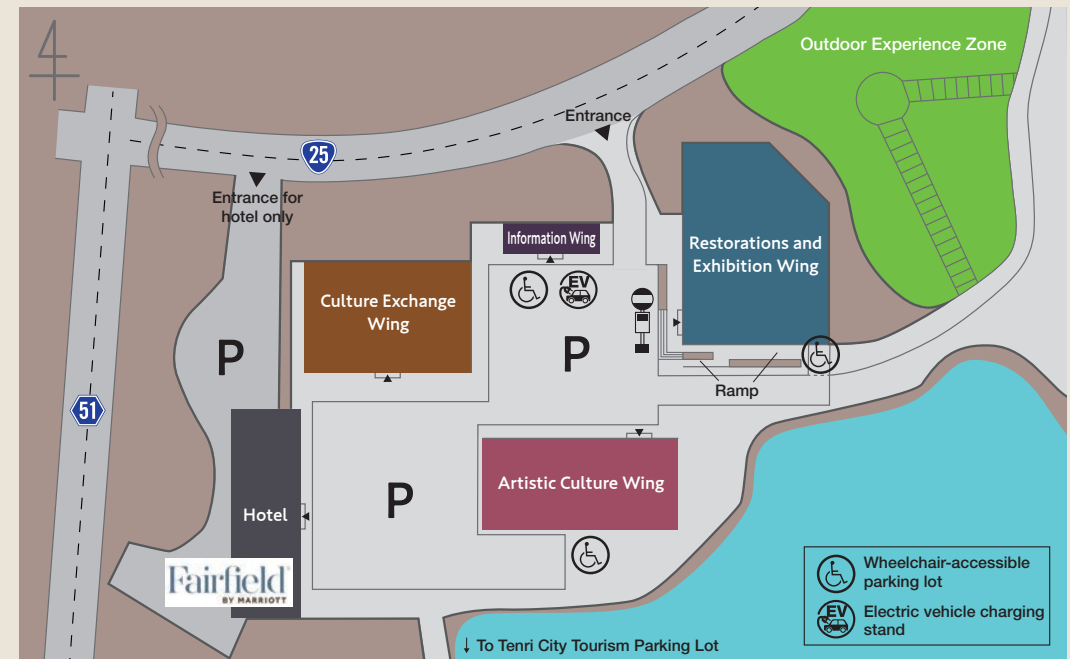 Outdoor Experience Zone
Entrance
25
Entrance for
hotel only
Information Wing
Restorations and
Exhibition Wing
EV
Culture Exchange
Wing
P
P
Ramp
51
Artistic Culture Wing
P
Hotel
Fairfield
BY MARRIOTT
Wheelchair-accessible
parking lot
EV
Electric vehicle charging
stand
↓ To Tenri City Tourism Parking Lot